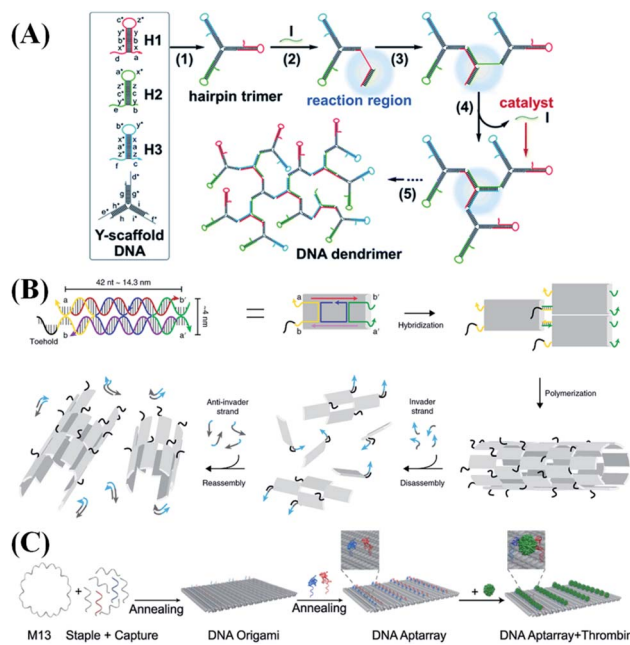 (A)
c* z*
y y*
b* b
x x*
d a
H1
(1)
hairpin trimer
I
(2)
reaction region
(3)
(4)
catalyst
I
a* x*
z z*
c* c
y y*
e b
H2
b* y*
H3
f c
d*
g g*
h* i
h i*
e* f*
Y-scaffold
DNA
(5)
DNA dendrimer
(B)
42 nt ~ 14.3 nm
a b'
~4 nm
Toehold
b a'
=
a b'
b a'
Hybridization
Polymerization
Invader
strand
Disassembly
Anti-invader
strand
Reassembly
(C)
M13
+
Staple + Capture
Annealing
DNA Origami
Annealing
DNA Aptarray
+
DNA Aptarray+Thrombin